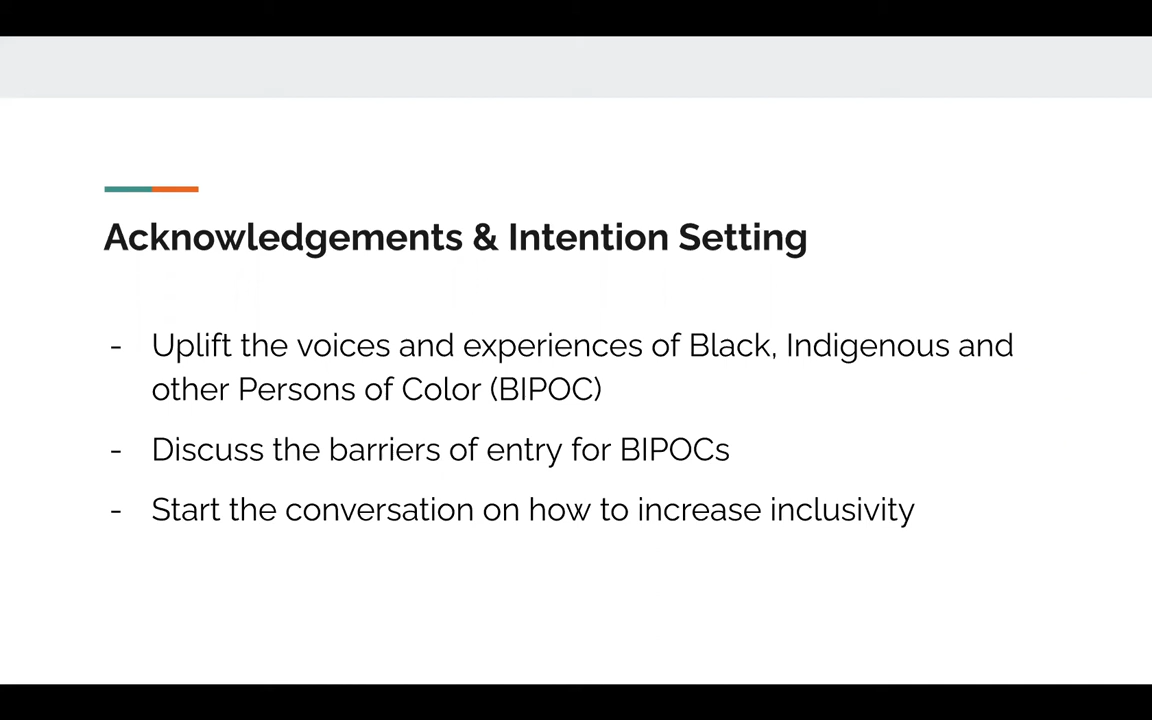 Acknowledgements & Intention Setting
- Uplift the voices and experiences of Black, Indigenous and
other Persons of Color (BIPOC)
- Discuss the barriers of entry for BIPOCs
- Start the conversation on how to increase inclusivity